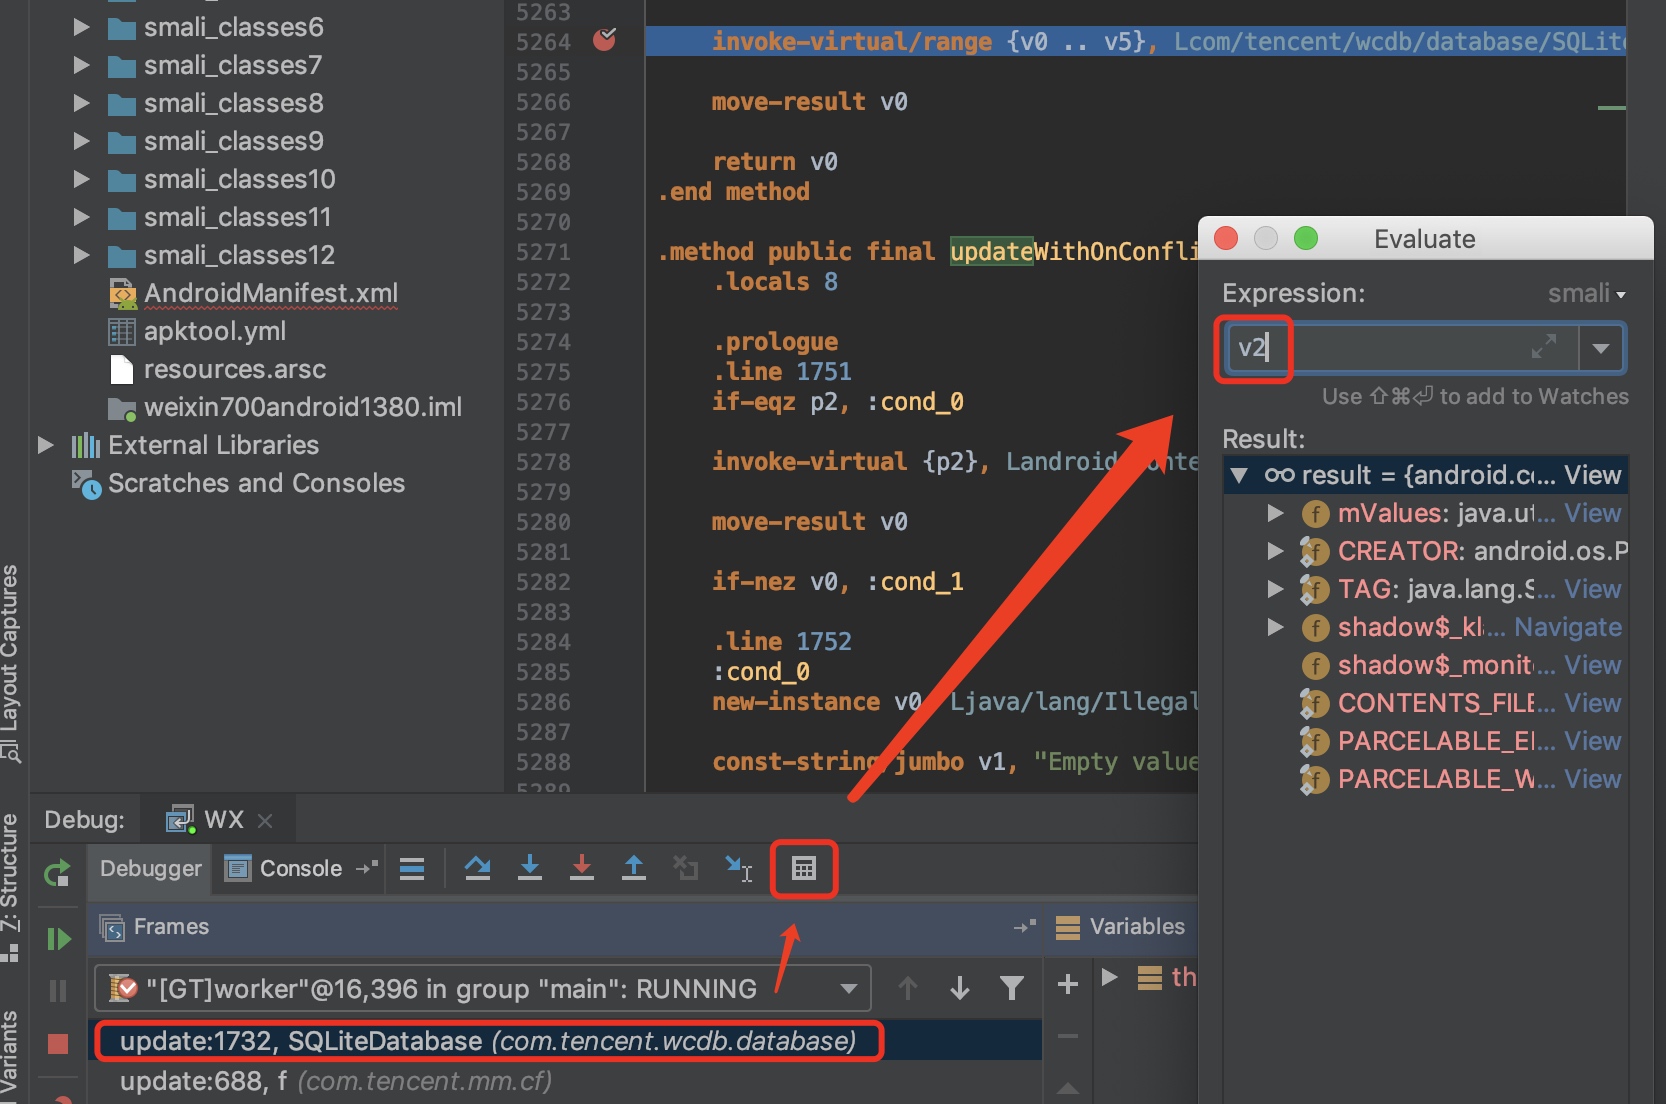 smali_classes6
smali_classes7
smali_classes8
smali_classes9
smali_classes10
smali_classes11
smali_classes12
AndroidManifest.xml
apktool.yml
resources.arsc
weixin700android1380.iml
External Libraries
Scratches and Consoles
Layout Captures
Z: Structure
Variants
5263
5264 invoke-virtual/range {v0 .. v5}, Lcom/tencent/wcdb/database/SQLite
5265
5266 move-result v0
5267
5268 return v0
5269 .end method
5270
5271 .method public final updateWithOnConfli
5272 .locals 8
5273
5274 .prologue
5275 .line 1751
5276 if-eqz p2, :cond_0
5277
5278 invoke-virtual {p2}, Landroid
5279
5280 move-result v0
5281
5282 if-nez v0, :cond_1
5283
5284 .line 1752
5285 :cond_0
5286 new-instance v0 Ljava/lang/Illegal
5287
5288 const-string/jumbo v1, "Empty value
5289
Evaluate
Expression: smali
v2
Use ⇧⌘⏎ to add to Watches
Result:
result = {android.co... View
mValues: java.ut... View
CREATOR: android.os.P
TAG: java.lang.S... View
shadow$_kl... Navigate
shadow$_monit... View
CONTENTS_FILE... View
PARCELABLE_EL... View
PARCELABLE_W... View
Debug: WX
Debugger Console
Frames Variables
"[GT]worker"@16,396 in group "main": RUNNING
th
update:1732, SQLiteDatabase (com.tencent.wcdb.database)
update:688, f (com.tencent.mm.cf)